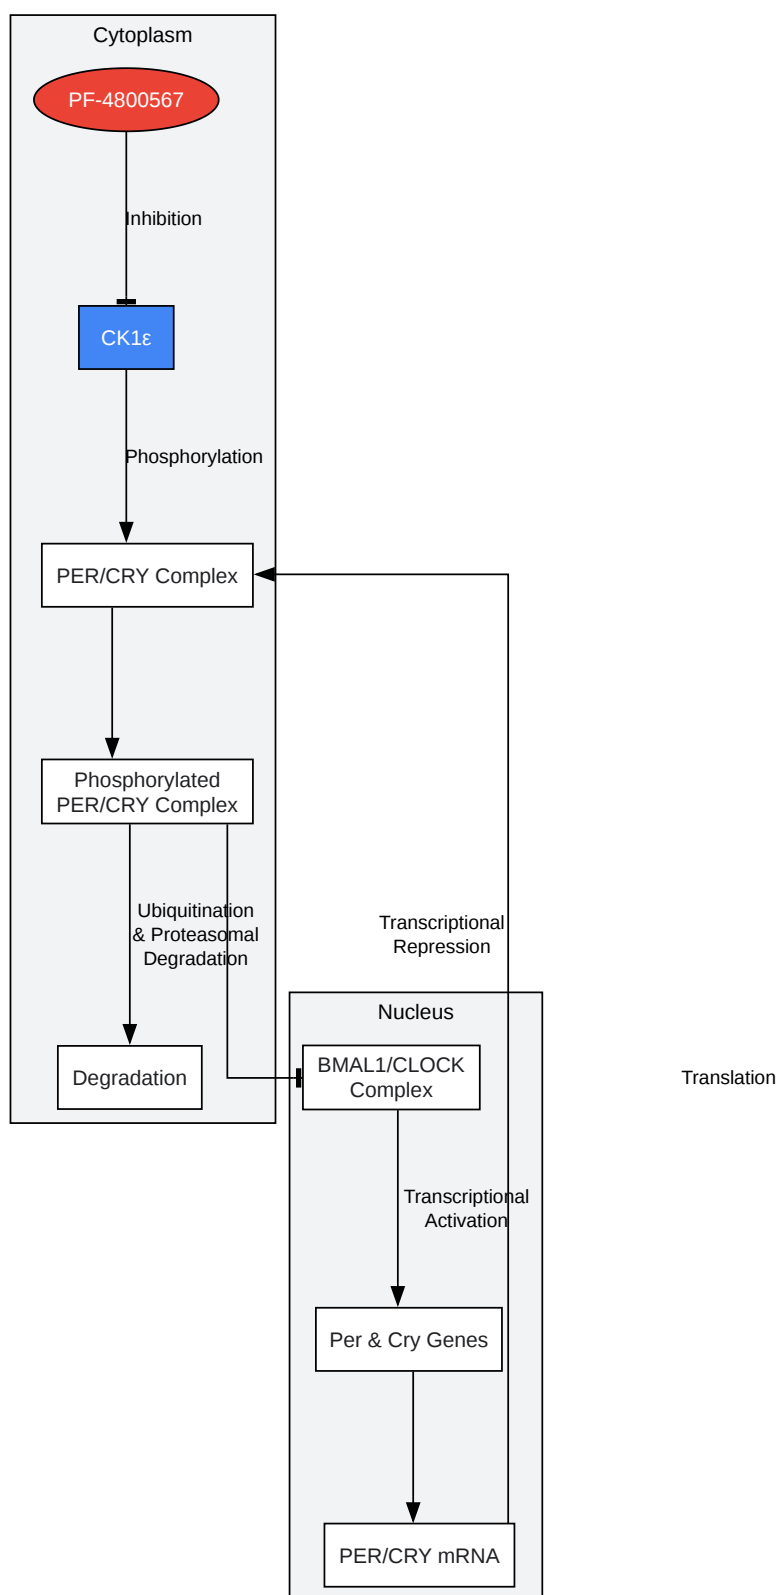 Cytoplasm
PF-4800567
Inhibition
CK1ε
Phosphorylation
PER/CRY Complex
Phosphorylated
PER/CRY Complex
Ubiquitination
& Proteasomal
Degradation
Transcriptional
Repression
Nucleus
Degradation
BMAL1/CLOCK
Complex
Translation
Transcriptional
Activation
Per & Cry Genes
PER/CRY mRNA